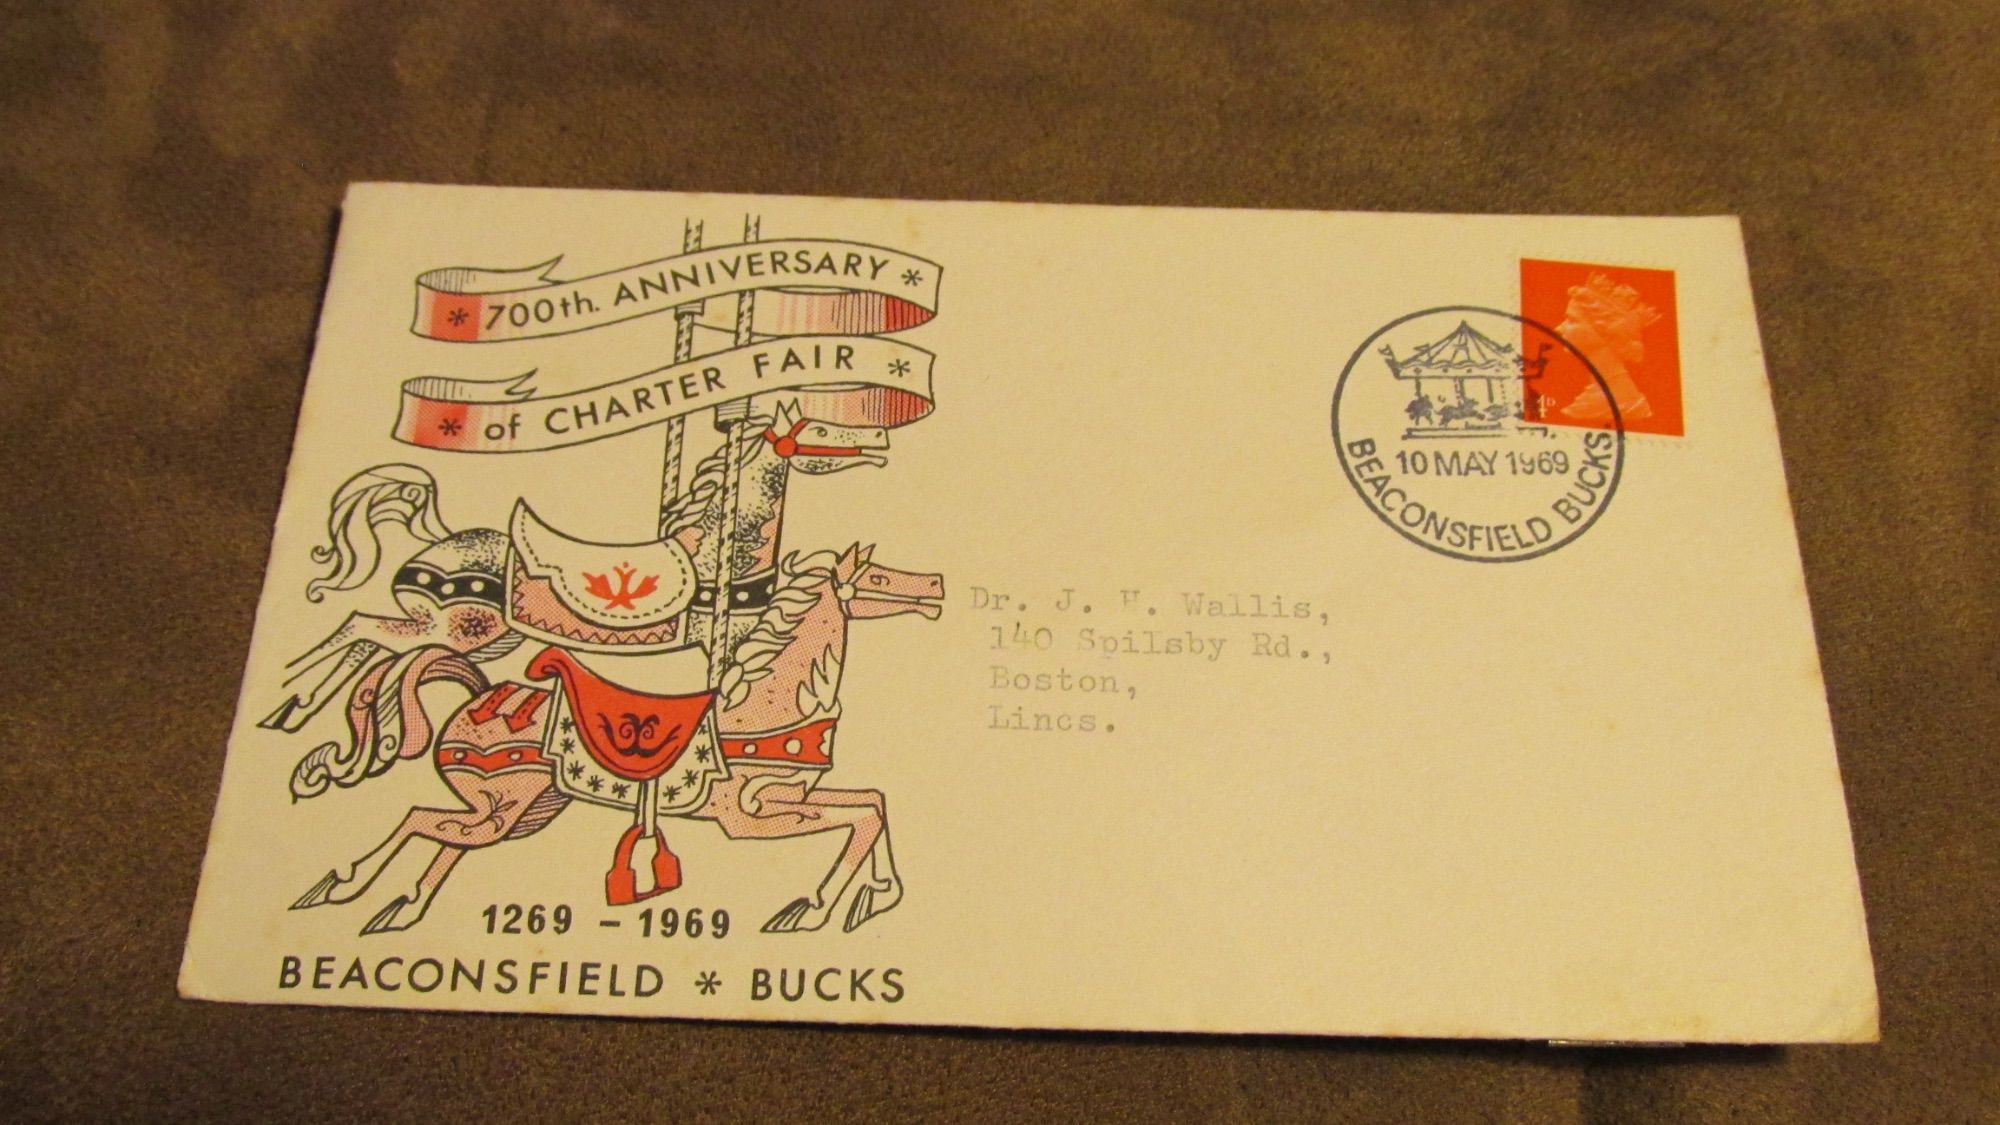 * 700th. ANNIVERSARY *
* of CHARTER FAIR *
1269 - 1969
BEACONSFIELD * BUCKS
4D
10 MAY 1969
BEACONSFIELD BUCKS.
Dr. J. H. Wallis,
140 Spilsby Rd.,
Boston,
Lincs.